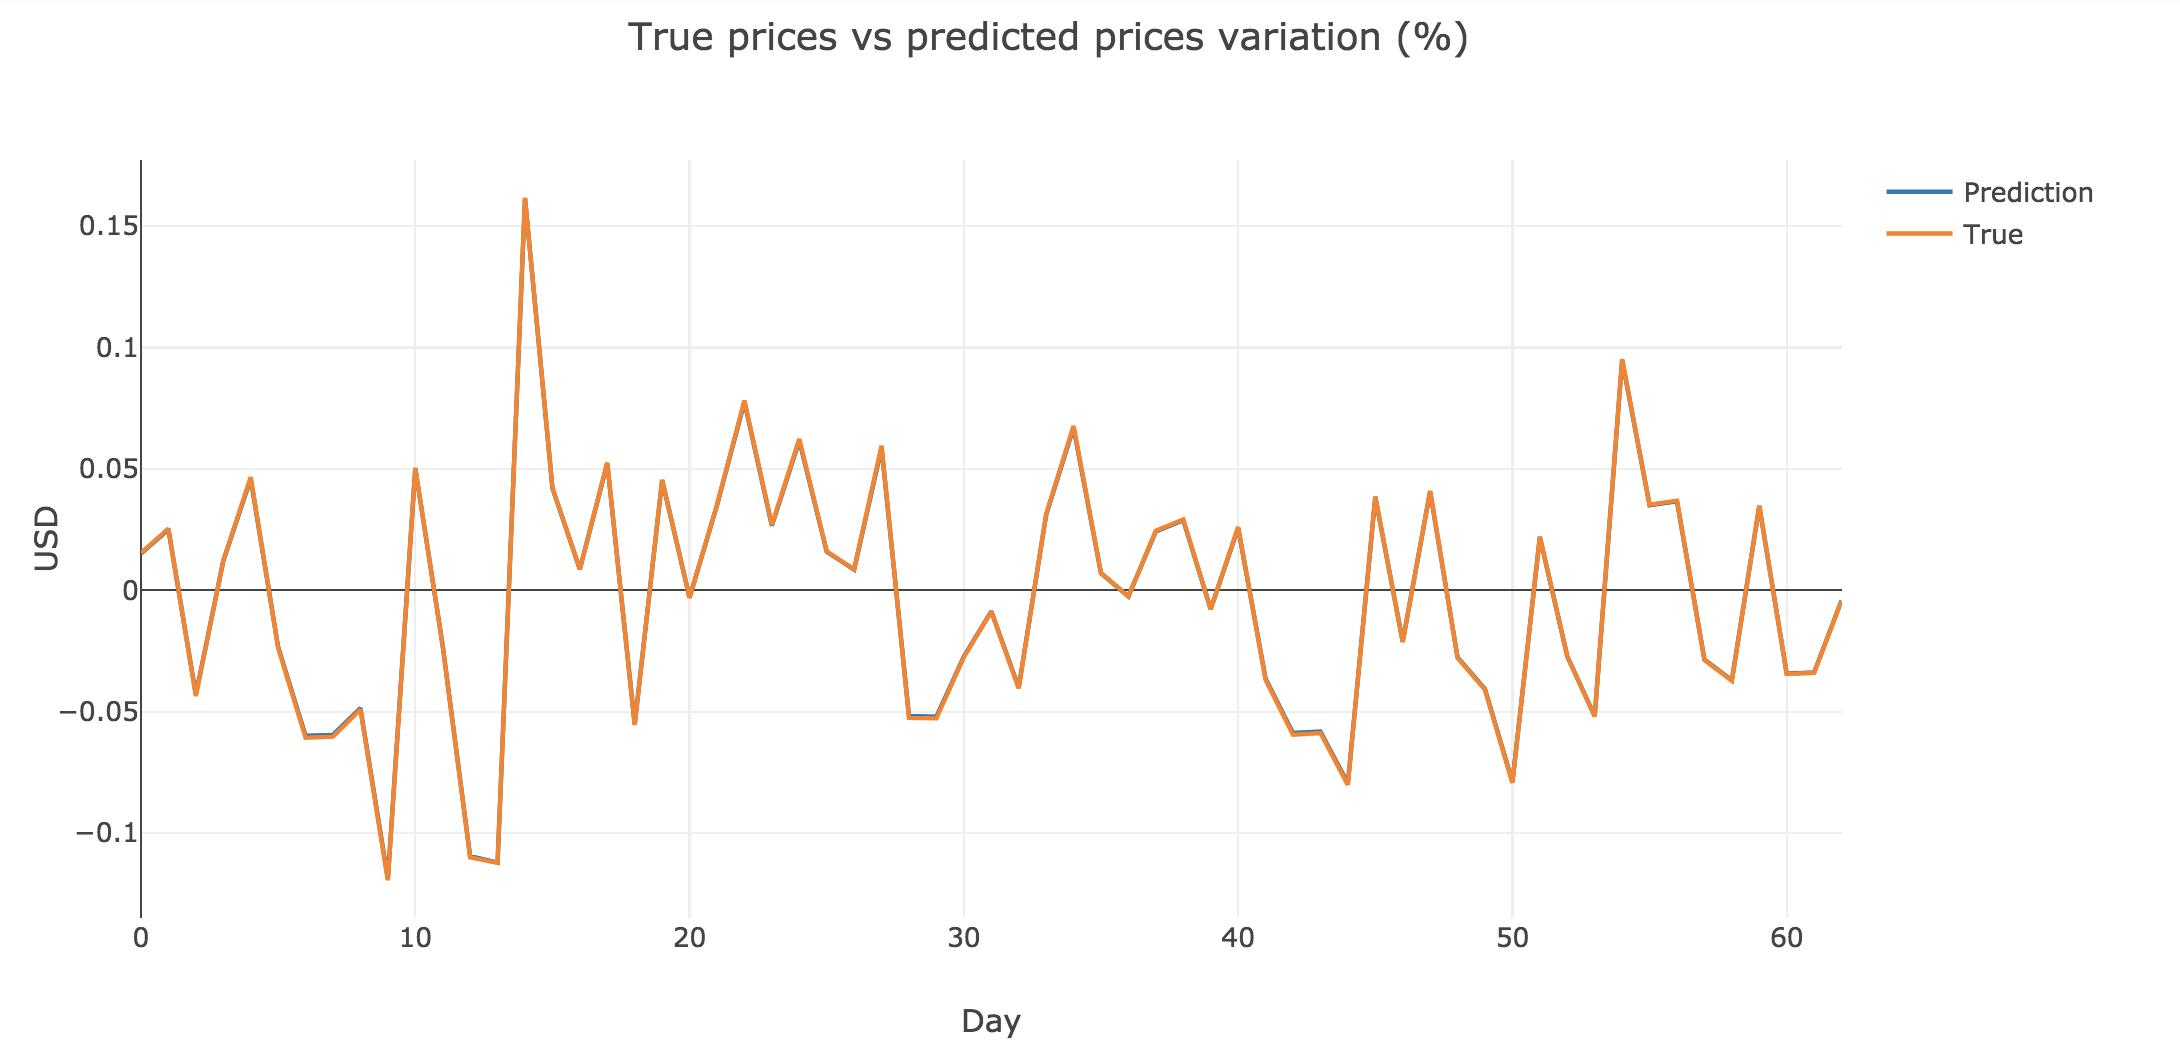 True prices vs predicted prices variation (%)
Prediction
True
0.15
0.1
0.05
0
−0.05
−0.1
USD
0 10 20 30 40 50 60
Day